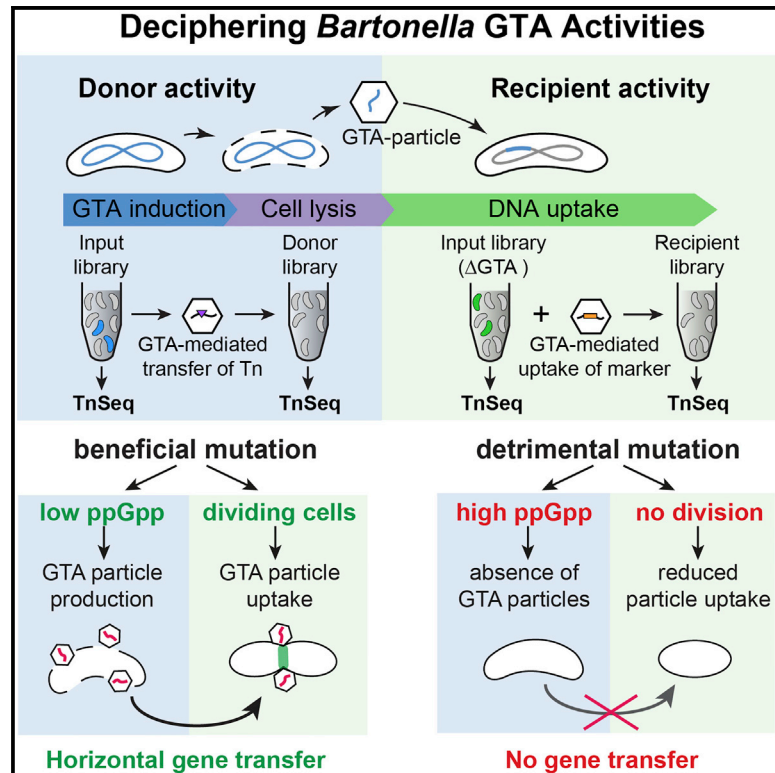 Deciphering Bartonella GTA Activities
Donor activity
Recipient activity
GTA-particle
GTA induction
Cell lysis
DNA uptake
Input
library
Donor
library
Input library
(ΔGTA )
Recipient
library
+
GTA-mediated
transfer of Tn
GTA-mediated
uptake of marker
TnSeq
TnSeq
TnSeq
TnSeq
beneficial mutation
detrimental mutation
low ppGpp
dividing cells
high ppGpp
no division
GTA particle
production
GTA particle
uptake
absence of
GTA particles
reduced
particle uptake
Horizontal gene transfer
No gene transfer